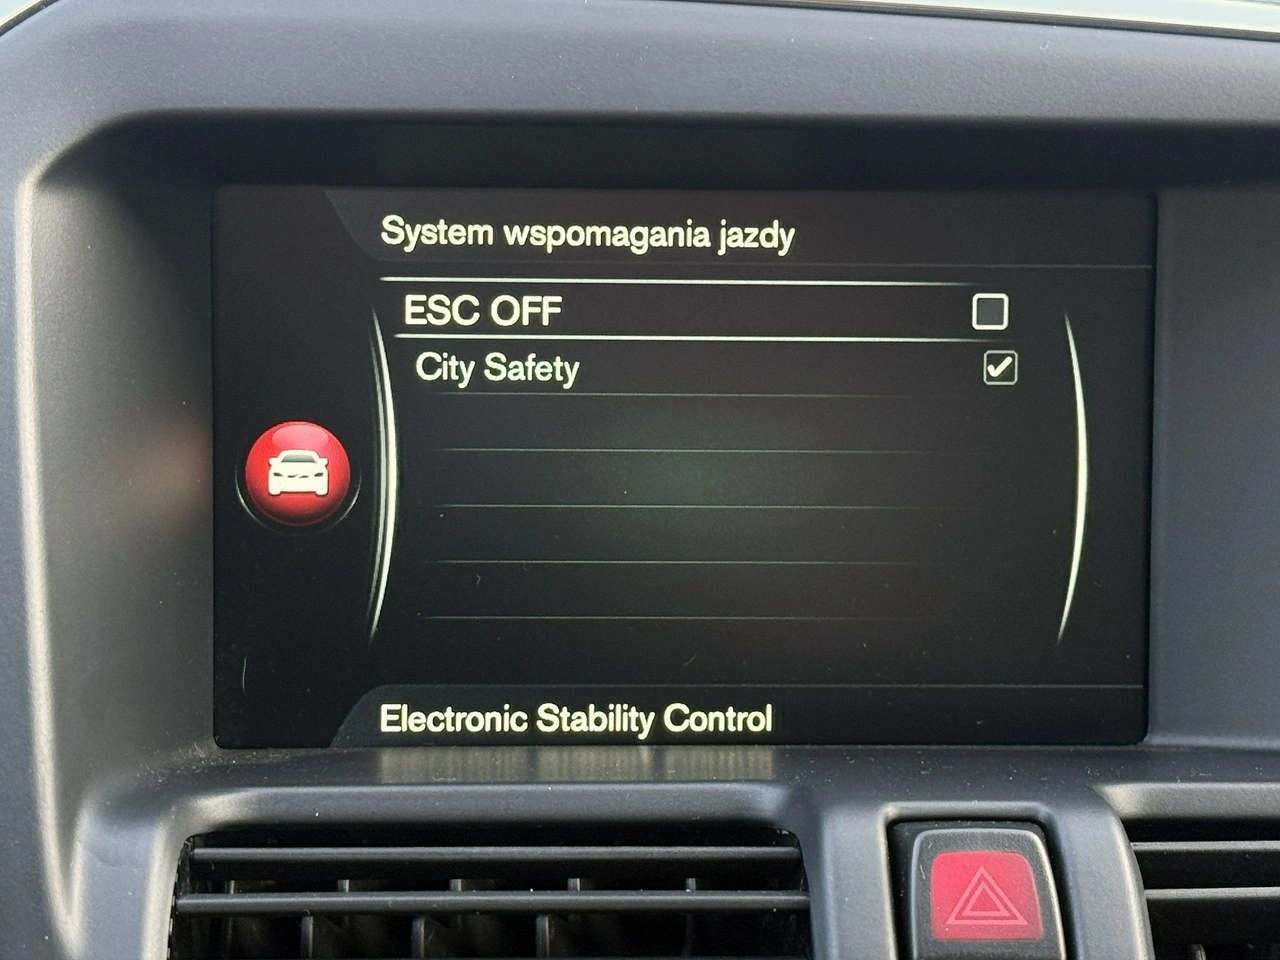 System wspomagania jazdy
ESC OFF
City Safety
Electronic Stability Control